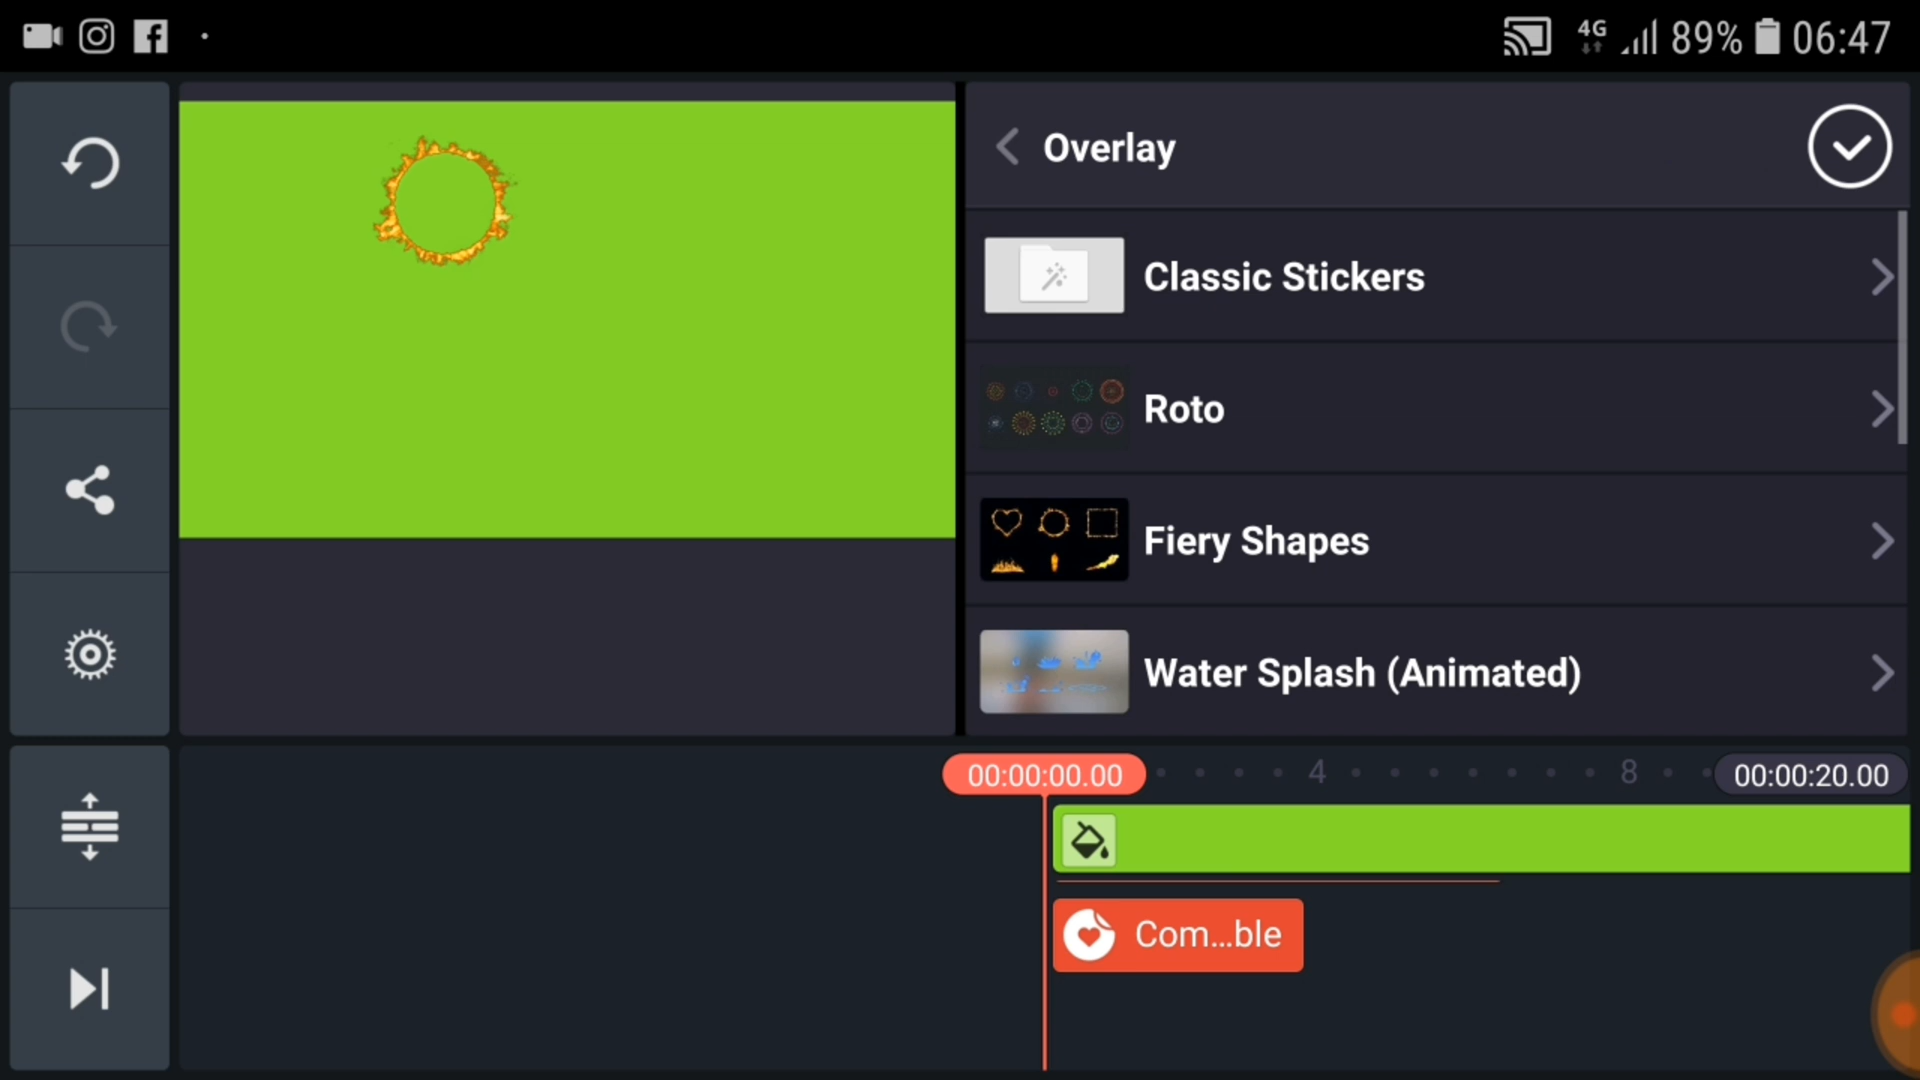 4G 89% 06:47
Overlay
Classic Stickers
Roto
Fiery Shapes
Water Splash (Animated)
00:00:00.00 4 8 00:00:20.00
Com...ble